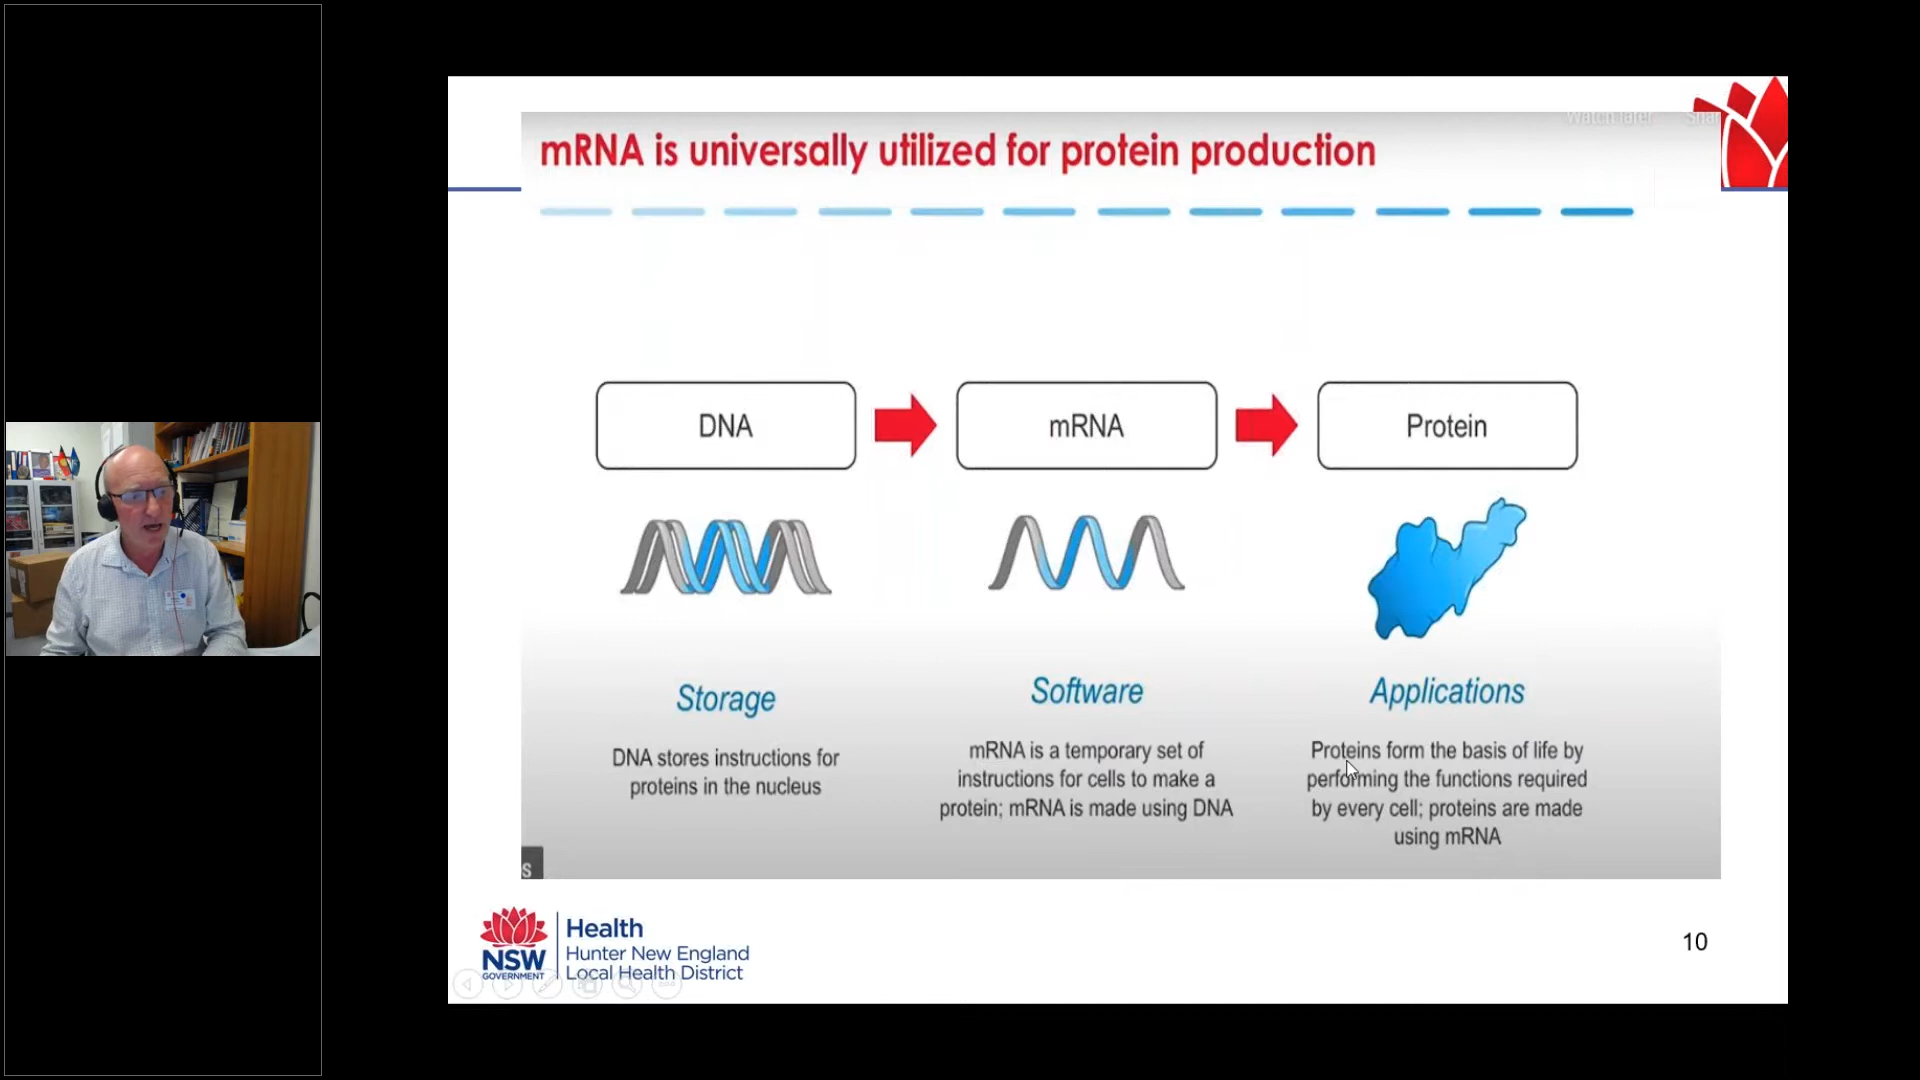 Watch later Shar
mRNA is universally utilized for protein production
DNA
mRNA
Protein
Storage
DNA stores instructions for
proteins in the nucleus
Software
mRNA is a temporary set of
instructions for cells to make a
protein; mRNA is made using DNA
Applications
Proteins form the basis of life by
performing the functions required
by every cell; proteins are made
using mRNA
s
NSW
GOVERNMENT
Health
Hunter New England
Local Health District
10